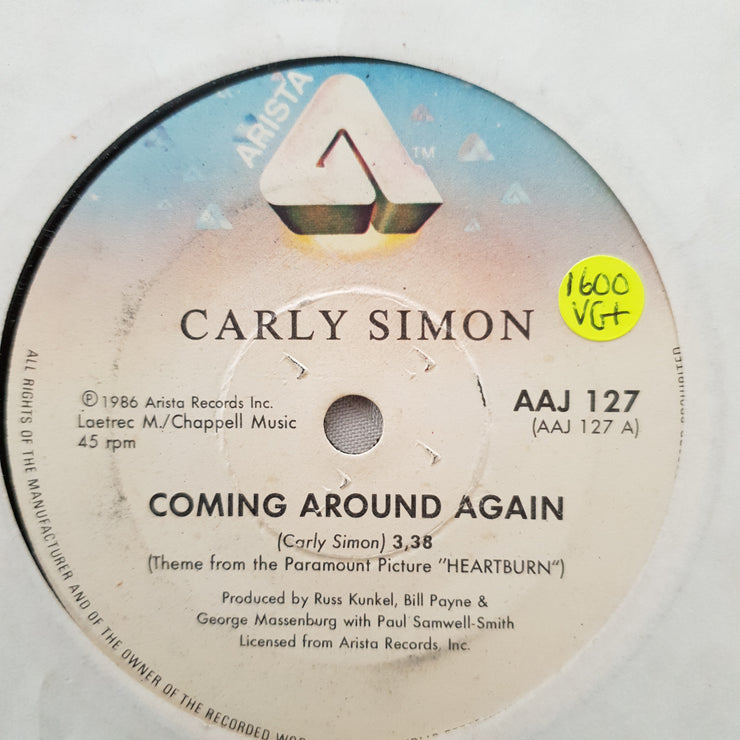 ARISTA
TM
1600
VG+
CARLY SIMON
℗ 1986 Arista Records Inc.
Laetrec M./Chappell Music
45 rpm
AAJ 127
(AAJ 127 A)
COMING AROUND AGAIN
(Carly Simon) 3,38
(Theme from the Paramount Picture "HEARTBURN")
Produced by Russ Kunkel, Bill Payne &
George Massenburg with Paul Samwell-Smith
Licensed from Arista Records, Inc.
ALL RIGHTS OF THE MANUFACTURER AND OF THE OWNER OF THE RECORDED
PROHIBITED